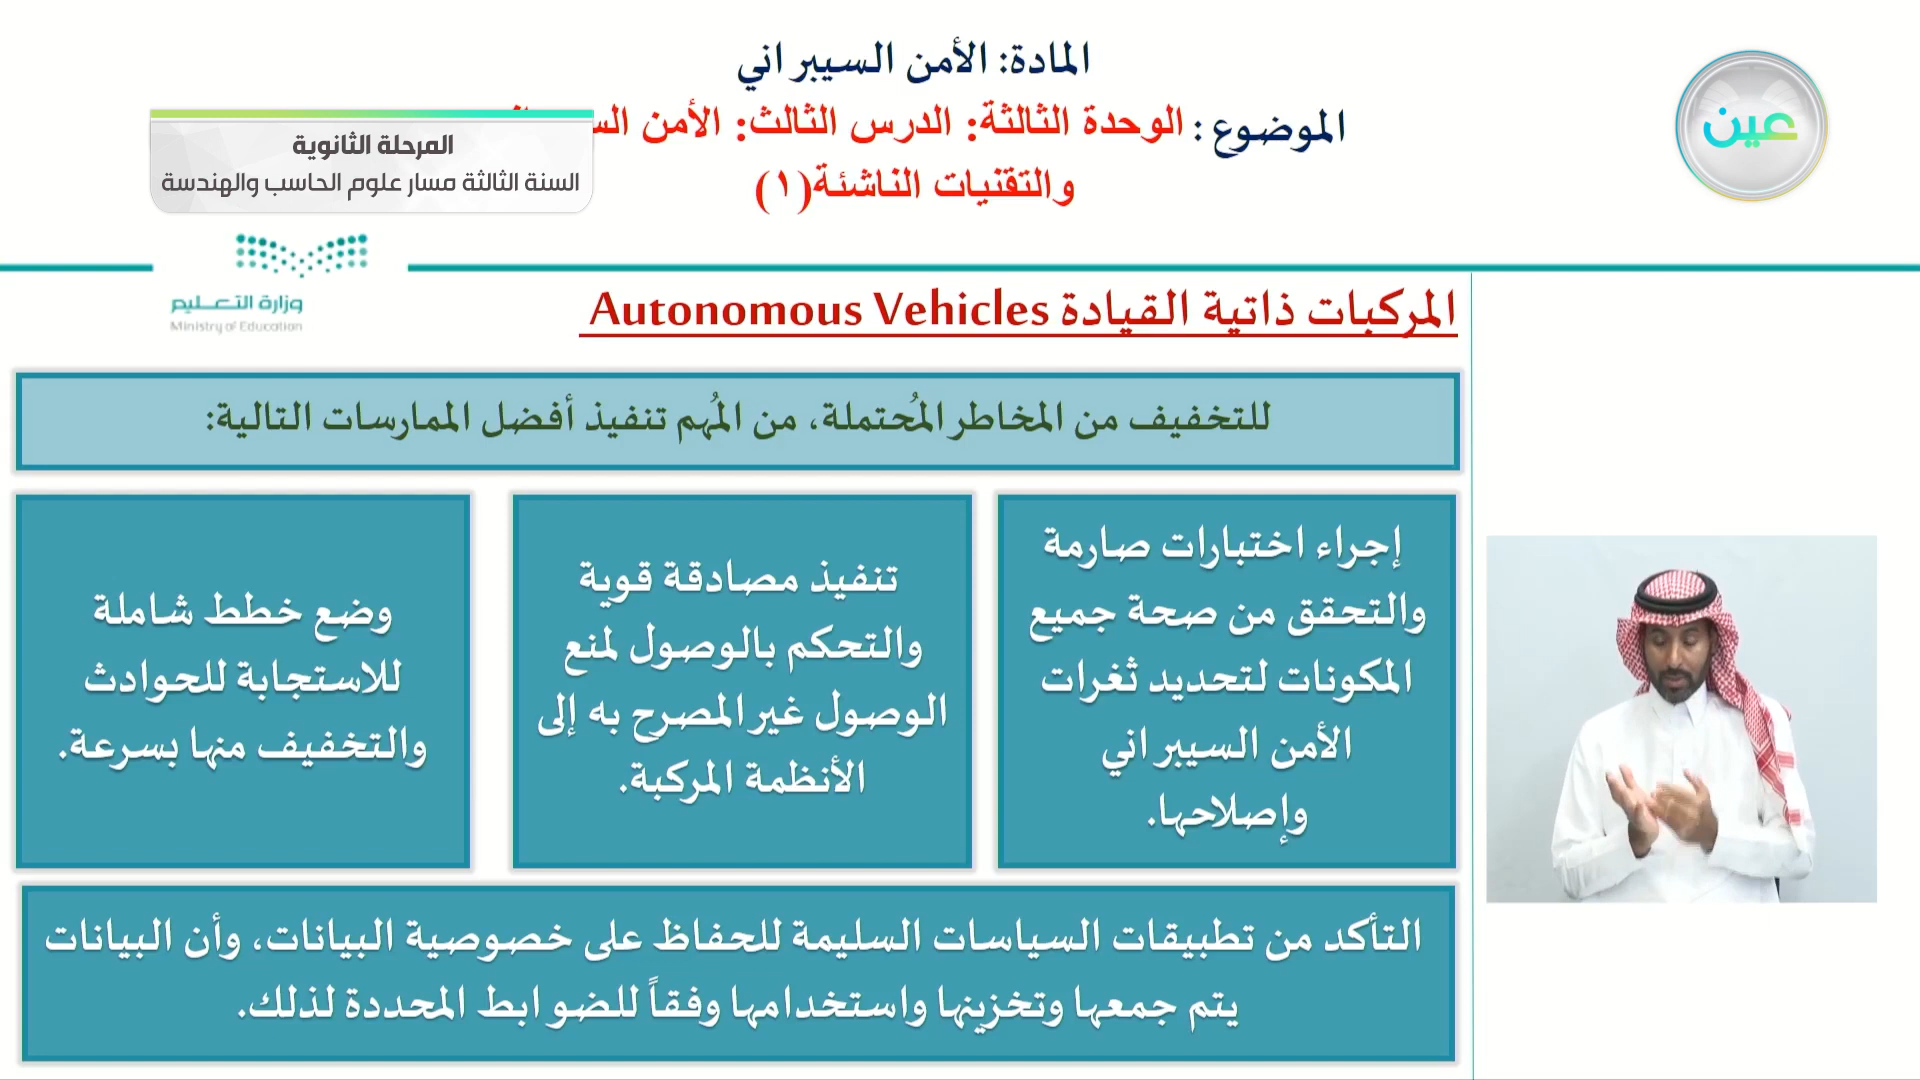 المادة: الأمن السيبراني
الموضوع : الوحدة الثالثة: الدرس الثالث: الأمن
والتقنيات الناشئة(١)
المرحلة الثانوية
السنة الثالثة مسار علوم الحاسب والهندسة
عين
وزارة التعليم
Ministry of Education
المركبات ذاتية القيادة Autonomous Vehicles
للتخفيف من المخاطر المُحتملة، من المُهم تنفيذ أفضل الممارسات التالية:
إجراء اختبارات صارمة
والتحقق من صحة جميع
المكونات لتحديد ثغرات
الأمن السيبراني
وإصلاحها.
تنفيذ مصادقة قوية
والتحكم بالوصول لمنع
الوصول غير المصرح به إلى
الأنظمة المركبة.
وضع خطط شاملة
للاستجابة للحوادث
والتخفيف منها بسرعة.
التأكد من تطبيقات السياسات السليمة للحفاظ على خصوصية البيانات، وأن البيانات
يتم جمعها وتخزينها واستخدامها وفقاً للضوابط المحددة لذلك.